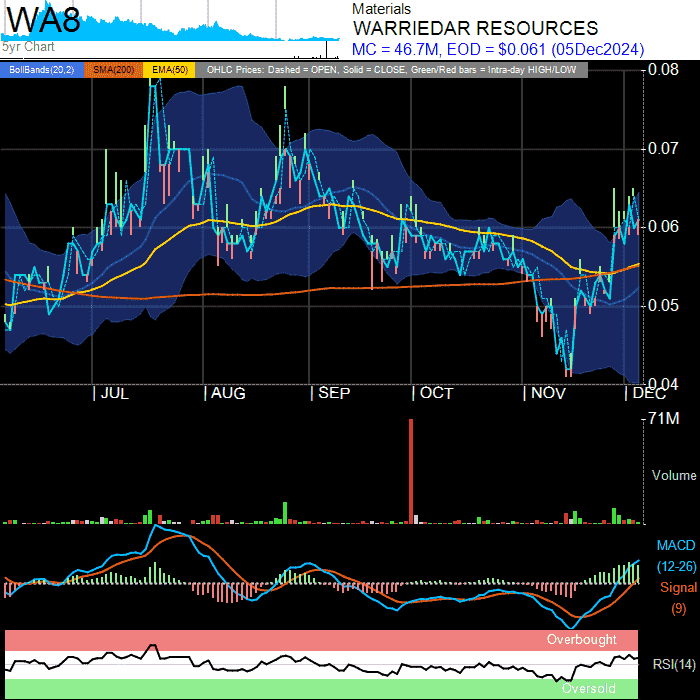 WA8
5yr Chart
Materials
WARRIEDAR RESOURCES
MC = 46.7M, EOD = $0.061 (05Dec2024)
BollBands(20,2) SMA(200) EMA(50) OHLC Prices: Dashed = OPEN, Solid = CLOSE, Green/Red bars = Intra-day HIGH/LOW
0.08
0.07
0.06
0.05
0.04
JUL AUG SEP OCT NOV DEC
71M
Volume
MACD
(12-26)
Signal
(9)
Overbought
RSI(14)
Oversold